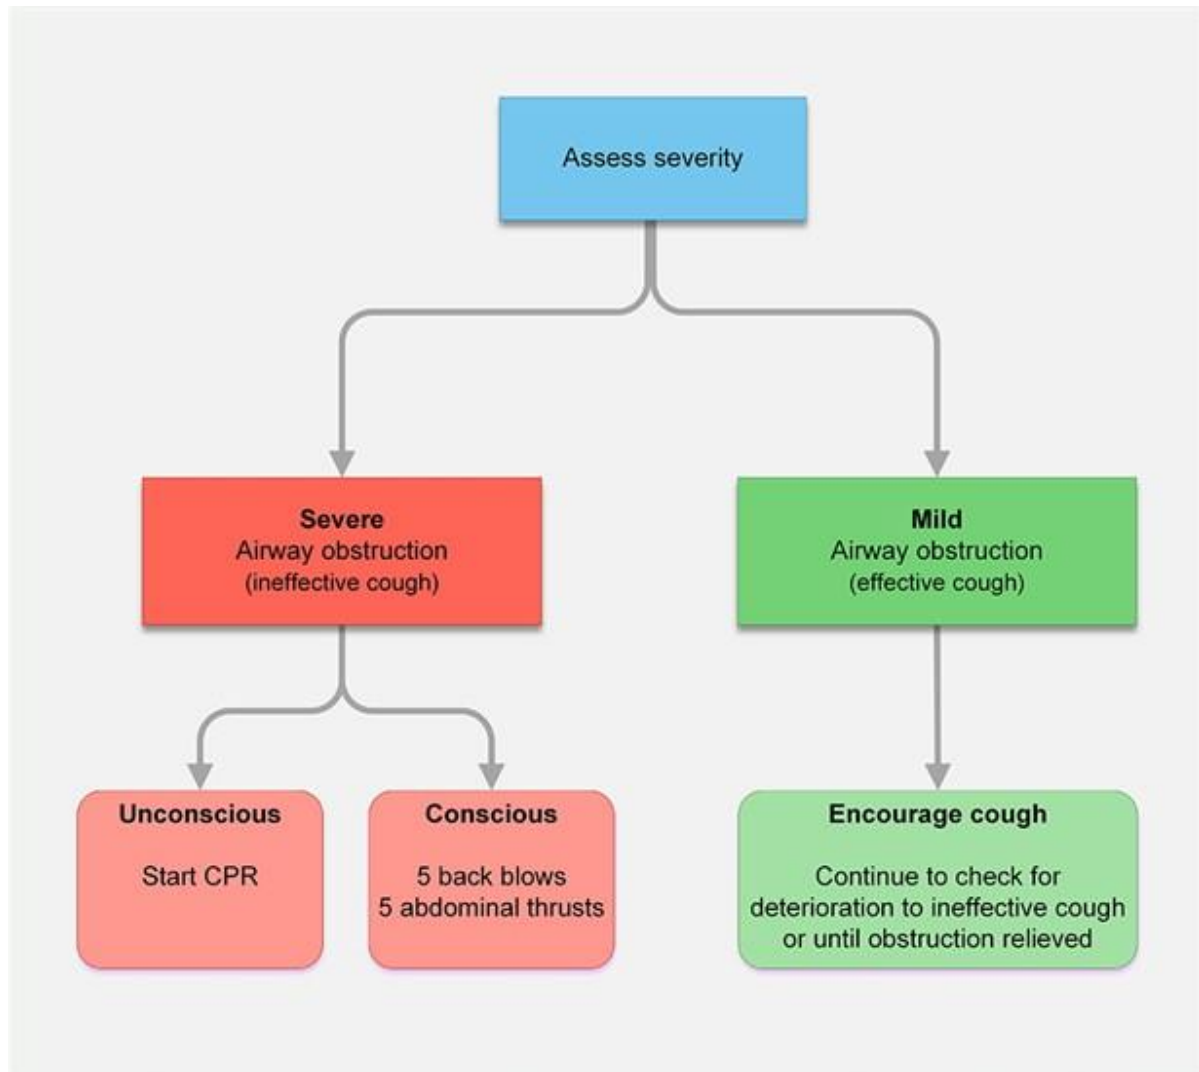 Assess severity
Severe
Airway obstruction
(ineffective cough)
Mild
Airway obstruction
(effective cough)
Unconscious
Start CPR
Conscious
5 back blows
5 abdominal thrusts
Encourage cough
Continue to check for
deterioration to ineffective cough
or until obstruction relieved